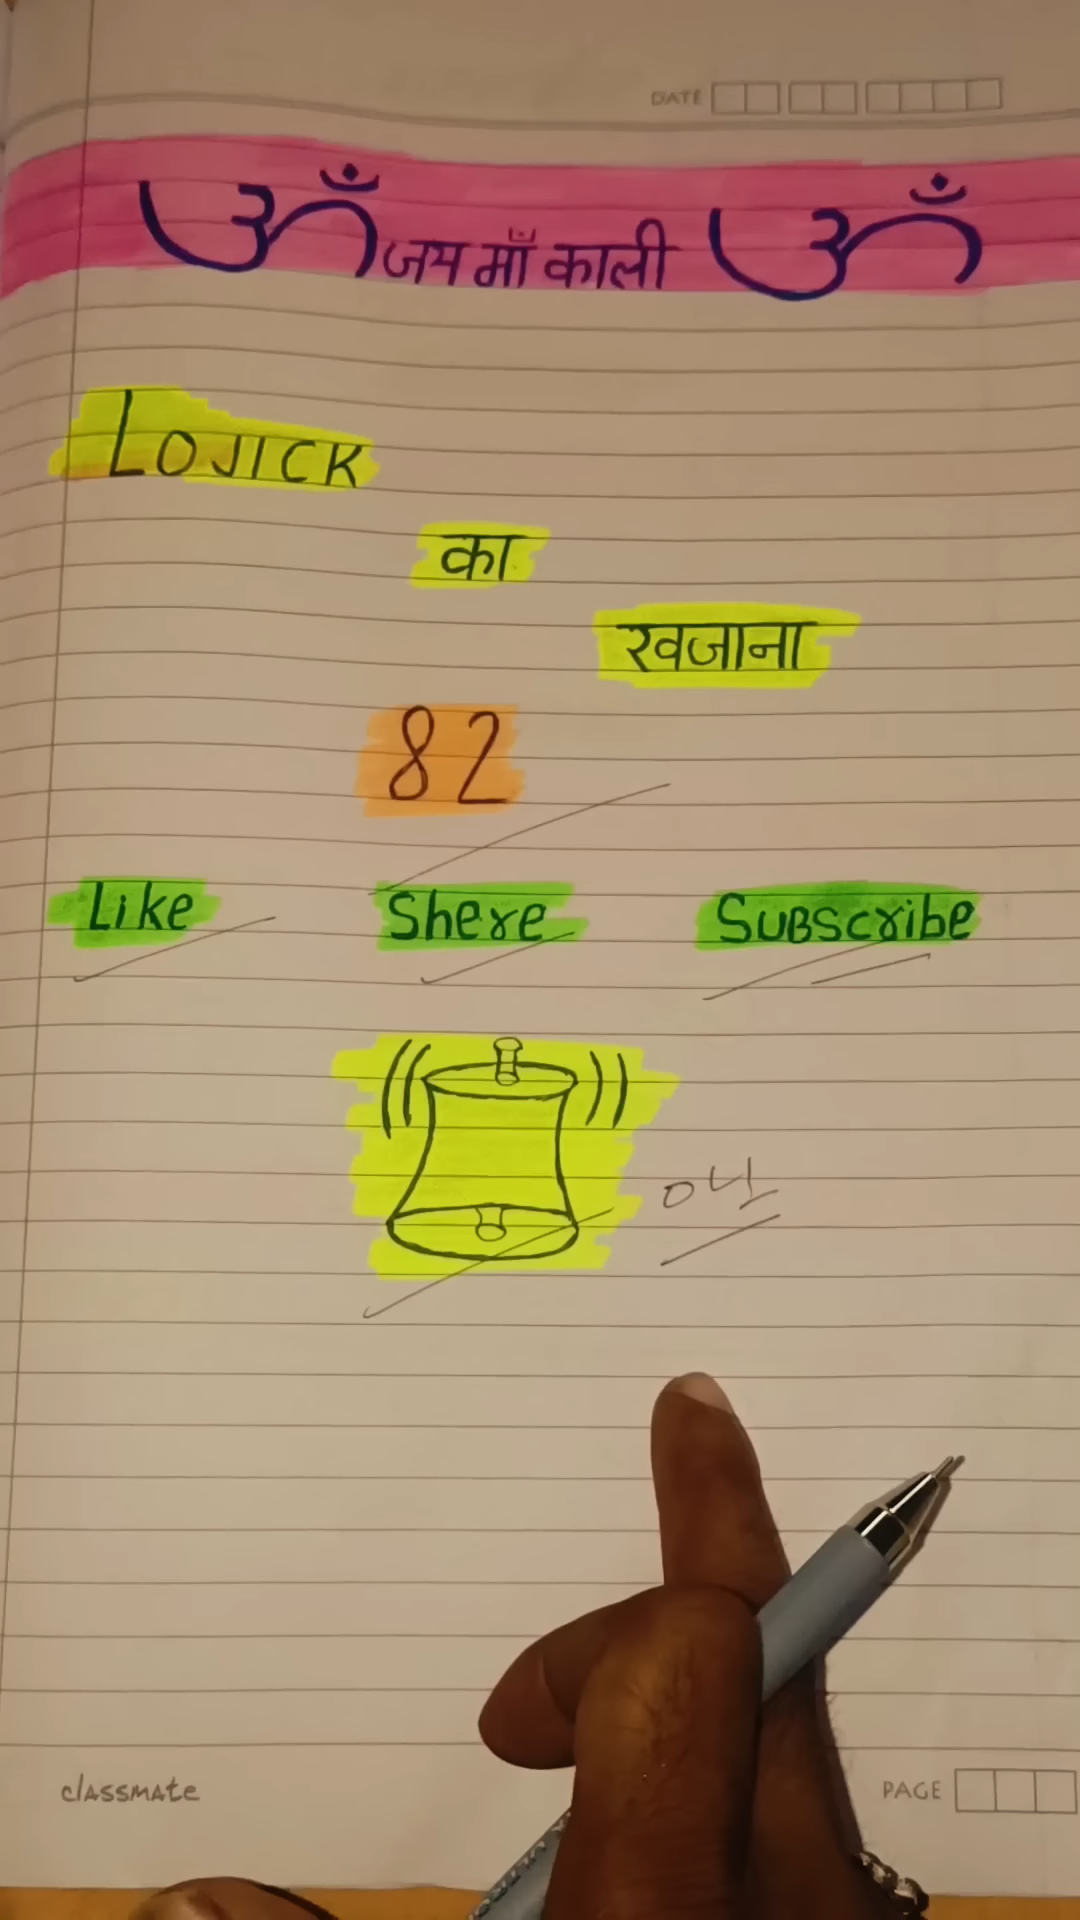 DATE
ॐ जय माँ काली ॐ
LOJICK
का
खजाना
82
Like Shere Subscribe
classmate PAGE